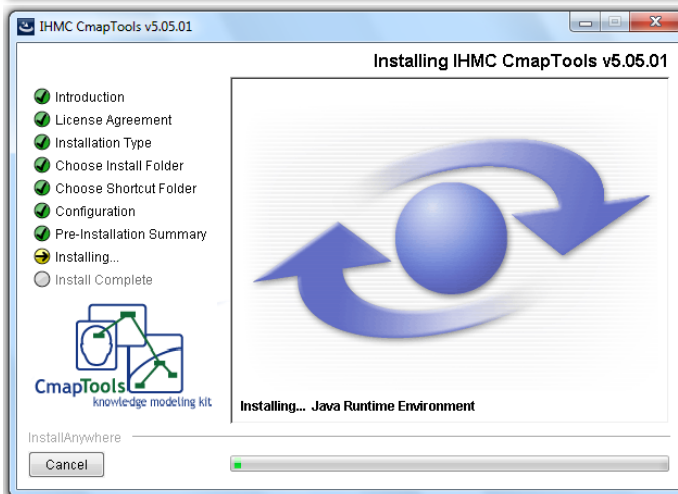 IHMC CmapTools v5.05.01
Installing IHMC CmapTools v5.05.01
Introduction
License Agreement
Installation Type
Choose Install Folder
Choose Shortcut Folder
Configuration
Pre-Installation Summary
Installing...
Install Complete
CmapTools
knowledge modeling kit
Installing... Java Runtime Environment
InstallAnywhere
Cancel